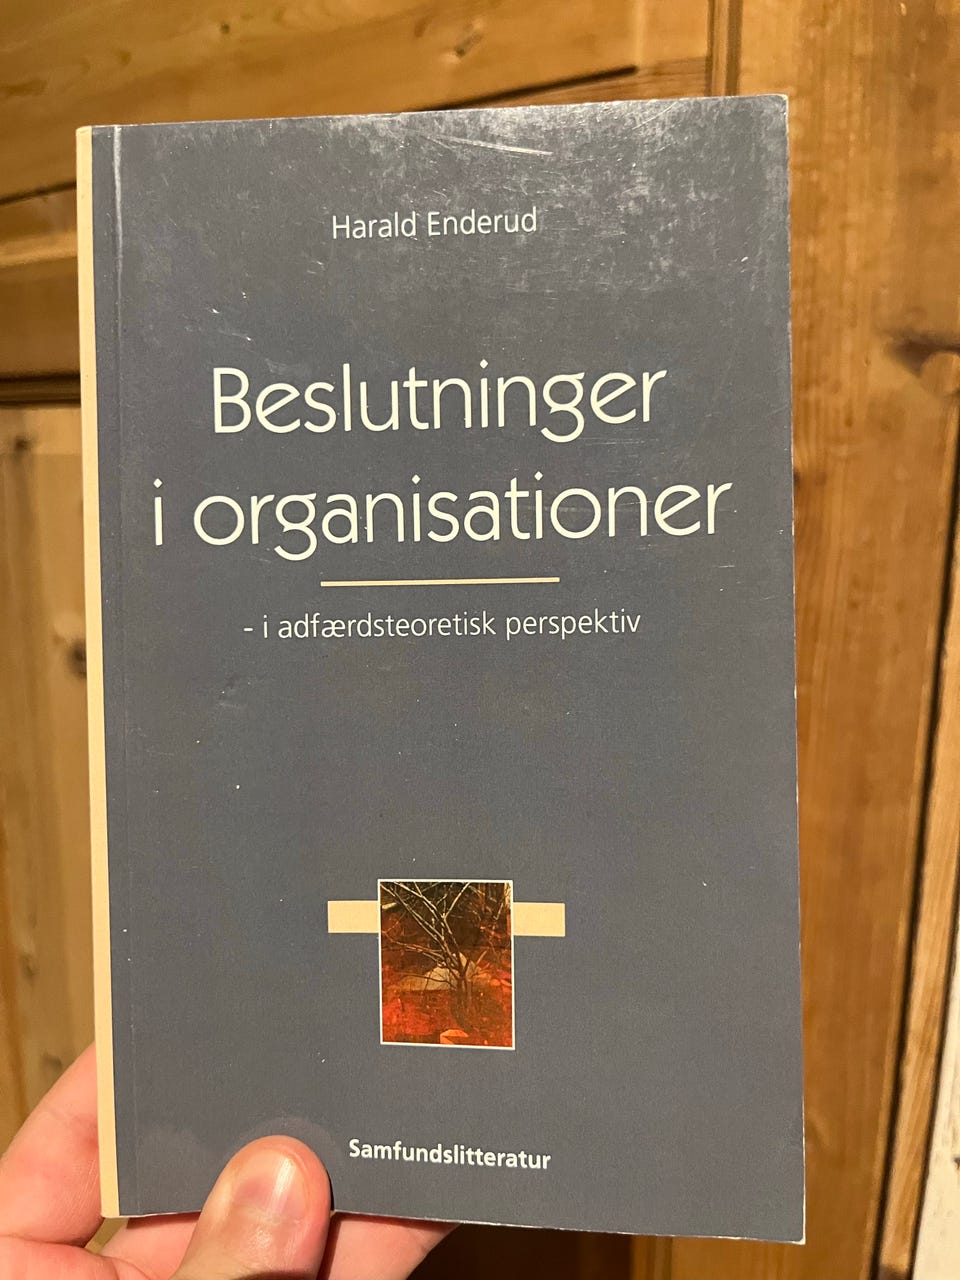 Harald Enderud
Beslutninger
i organisationer
- i adfærdsteoretisk perspektiv
Samfundslitteratur